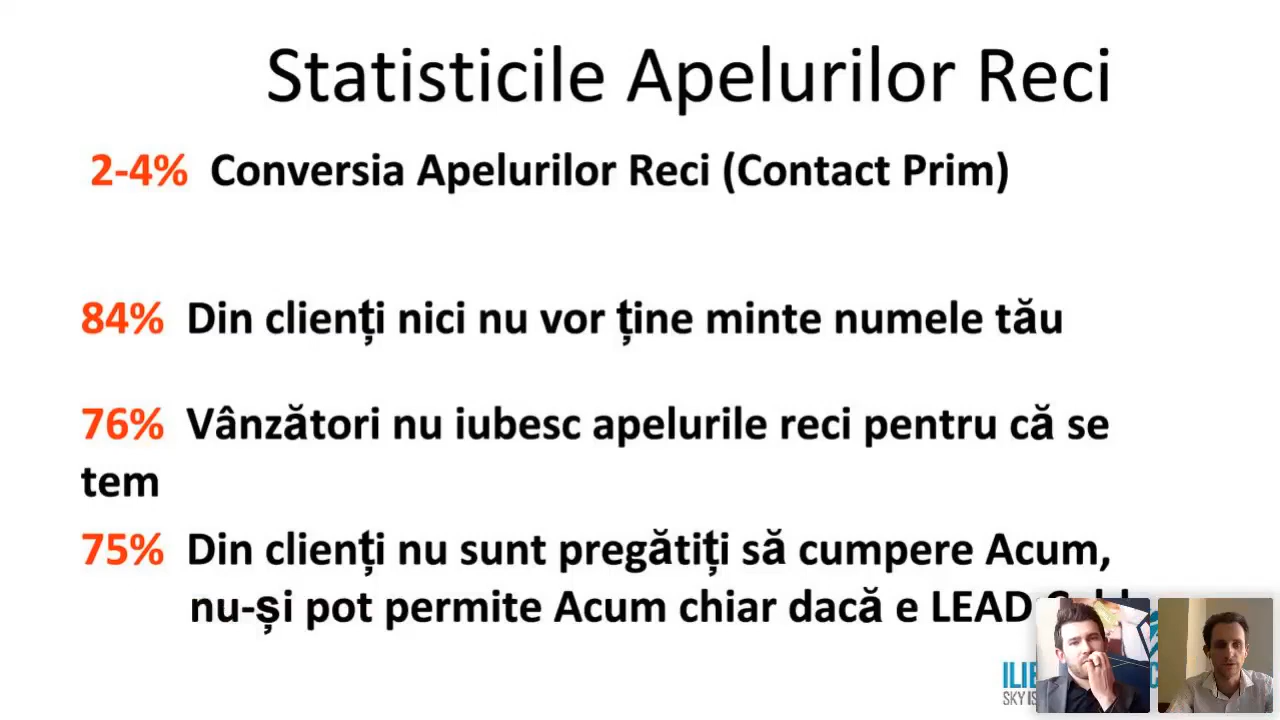 Statisticile Apelurilor Reci
2-4% Conversia Apelurilor Reci (Contact Prim)
84% Din clienți nici nu vor ține minte numele tău
76% Vânzători nu iubesc apelurile reci pentru că se
tem
75% Din clienți nu sunt pregătiți să cumpere Acum,
nu-și pot permite Acum chiar dacă e LEAD
SKY IS